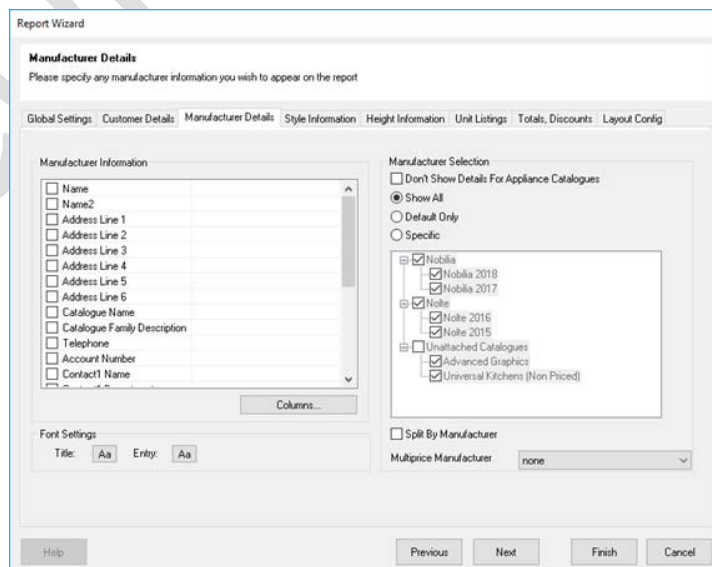 Report Wizard
Manufacturer Details
Please specify any manufacturer information you wish to appear on the report
Global Settings Customer Details Manufacturer Details Style Information Height Information Unit Listings Totals, Discounts Layout Config
Manufacturer Information
Name
Name2
Address Line 1
Address Line 2
Address Line 3
Address Line 4
Address Line 5
Address Line 6
Catalogue Name
Catalogue Family Description
Telephone
Account Number
Contact1 Name
Columns...
Font Settings
Title: Aa Entry: Aa
Manufacturer Selection
Don't Show Details For Appliance Catalogues
Show All
Default Only
Specific
Nobilia
Nobilia 2018
Nobilia 2017
Nolte
Nolte 2016
Nolte 2015
Unattached Catalogues
Advanced Graphics
Universal Kitchens (Non Priced)
Split By Manufacturer
Multiprice Manufacturer none
Help Previous Next Finish Cancel